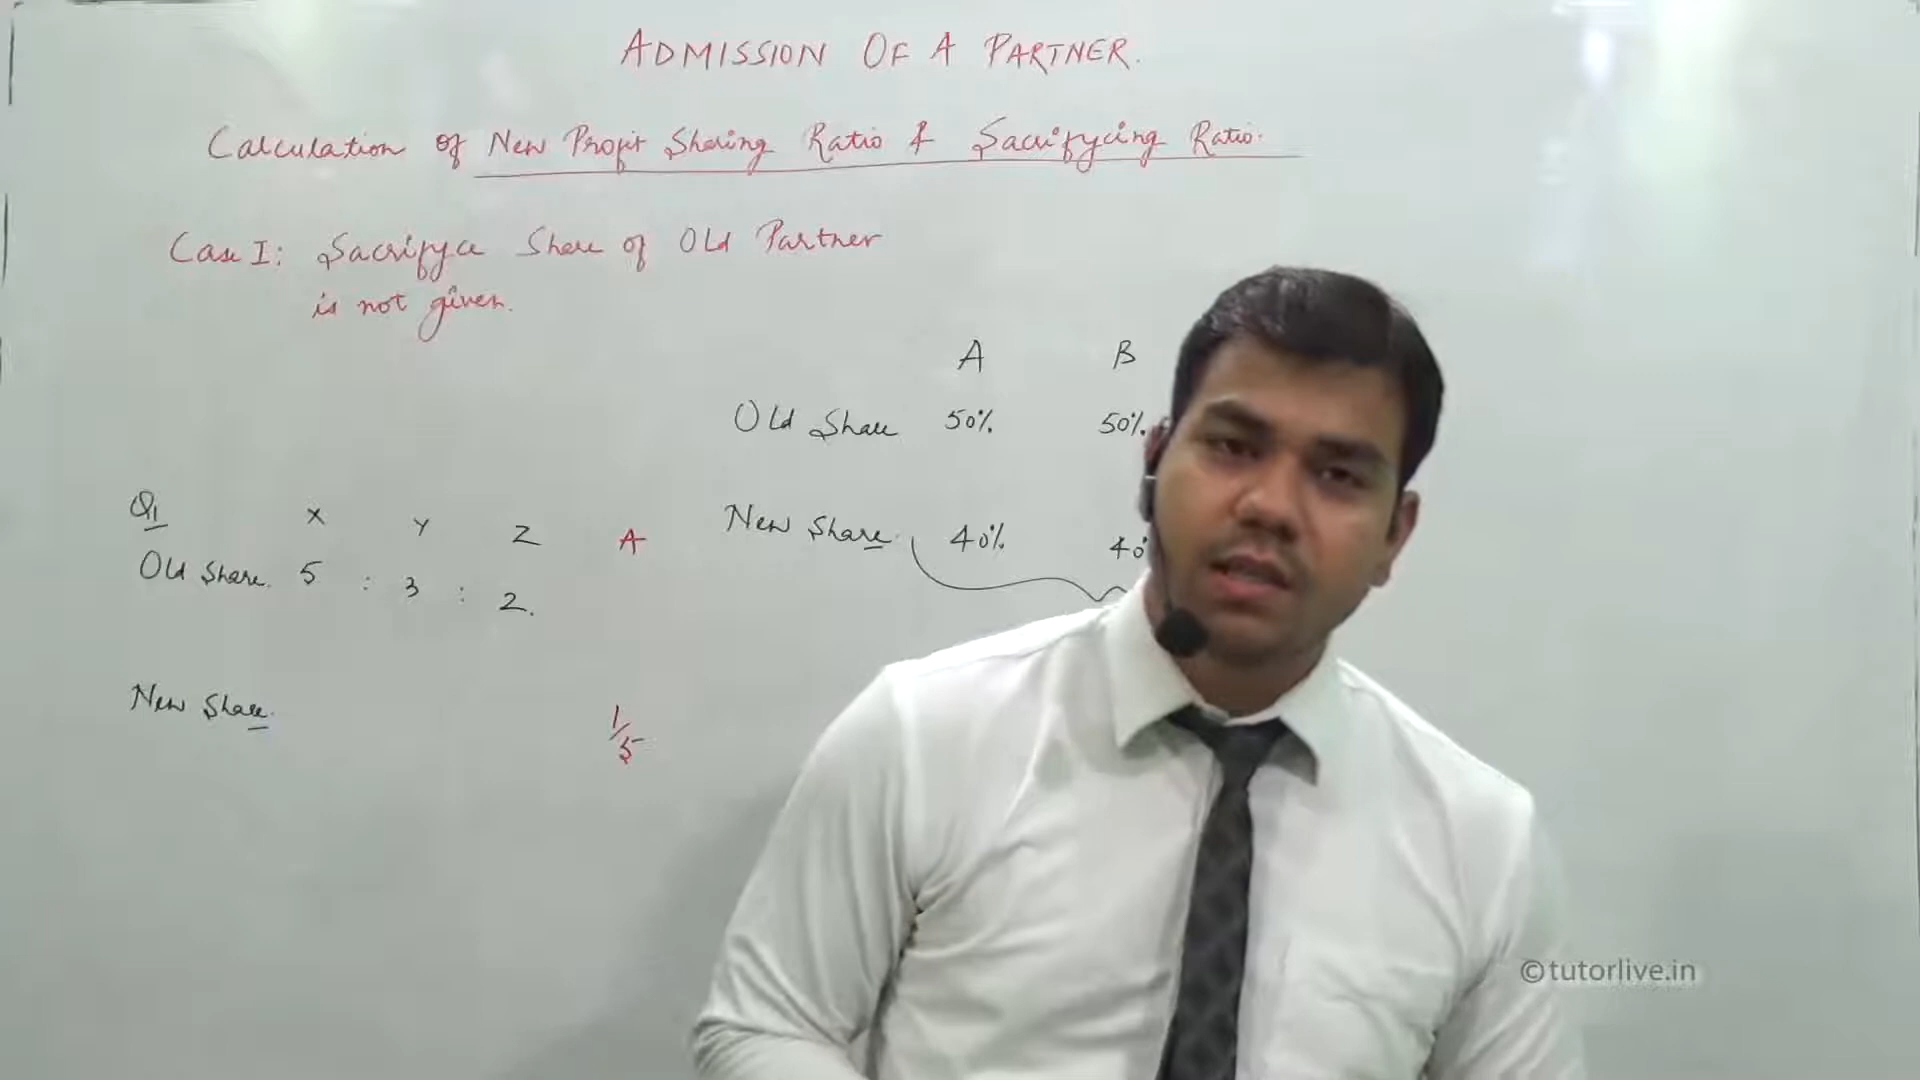 ADMISSION OF A PARTNER.
Calculation of New Profit Sharing Ratio & Sacrifycing Ratio.
Case I: Sacrifyce Share of Old Partner
is not given.
A B
Old Share 50% 50%.
New Share. 40% 40
Q1 X Y Z A
Old Share. 5 : 3 : 2.
New Share. 1/5
©tutorlive.in